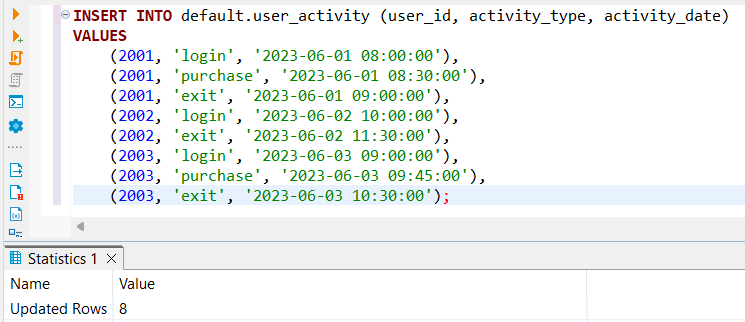 INSERT INTO default.user_activity (user_id, activity_type, activity_date)
VALUES
(2001, 'login', '2023-06-01 08:00:00'),
(2001, 'purchase', '2023-06-01 08:30:00'),
(2001, 'exit', '2023-06-01 09:00:00'),
(2002, 'login', '2023-06-02 10:00:00'),
(2002, 'exit', '2023-06-02 11:30:00'),
(2003, 'login', '2023-06-03 09:00:00'),
(2003, 'purchase', '2023-06-03 09:45:00'),
(2003, 'exit', '2023-06-03 10:30:00');
Statistics 1
Name Value
Updated Rows 8